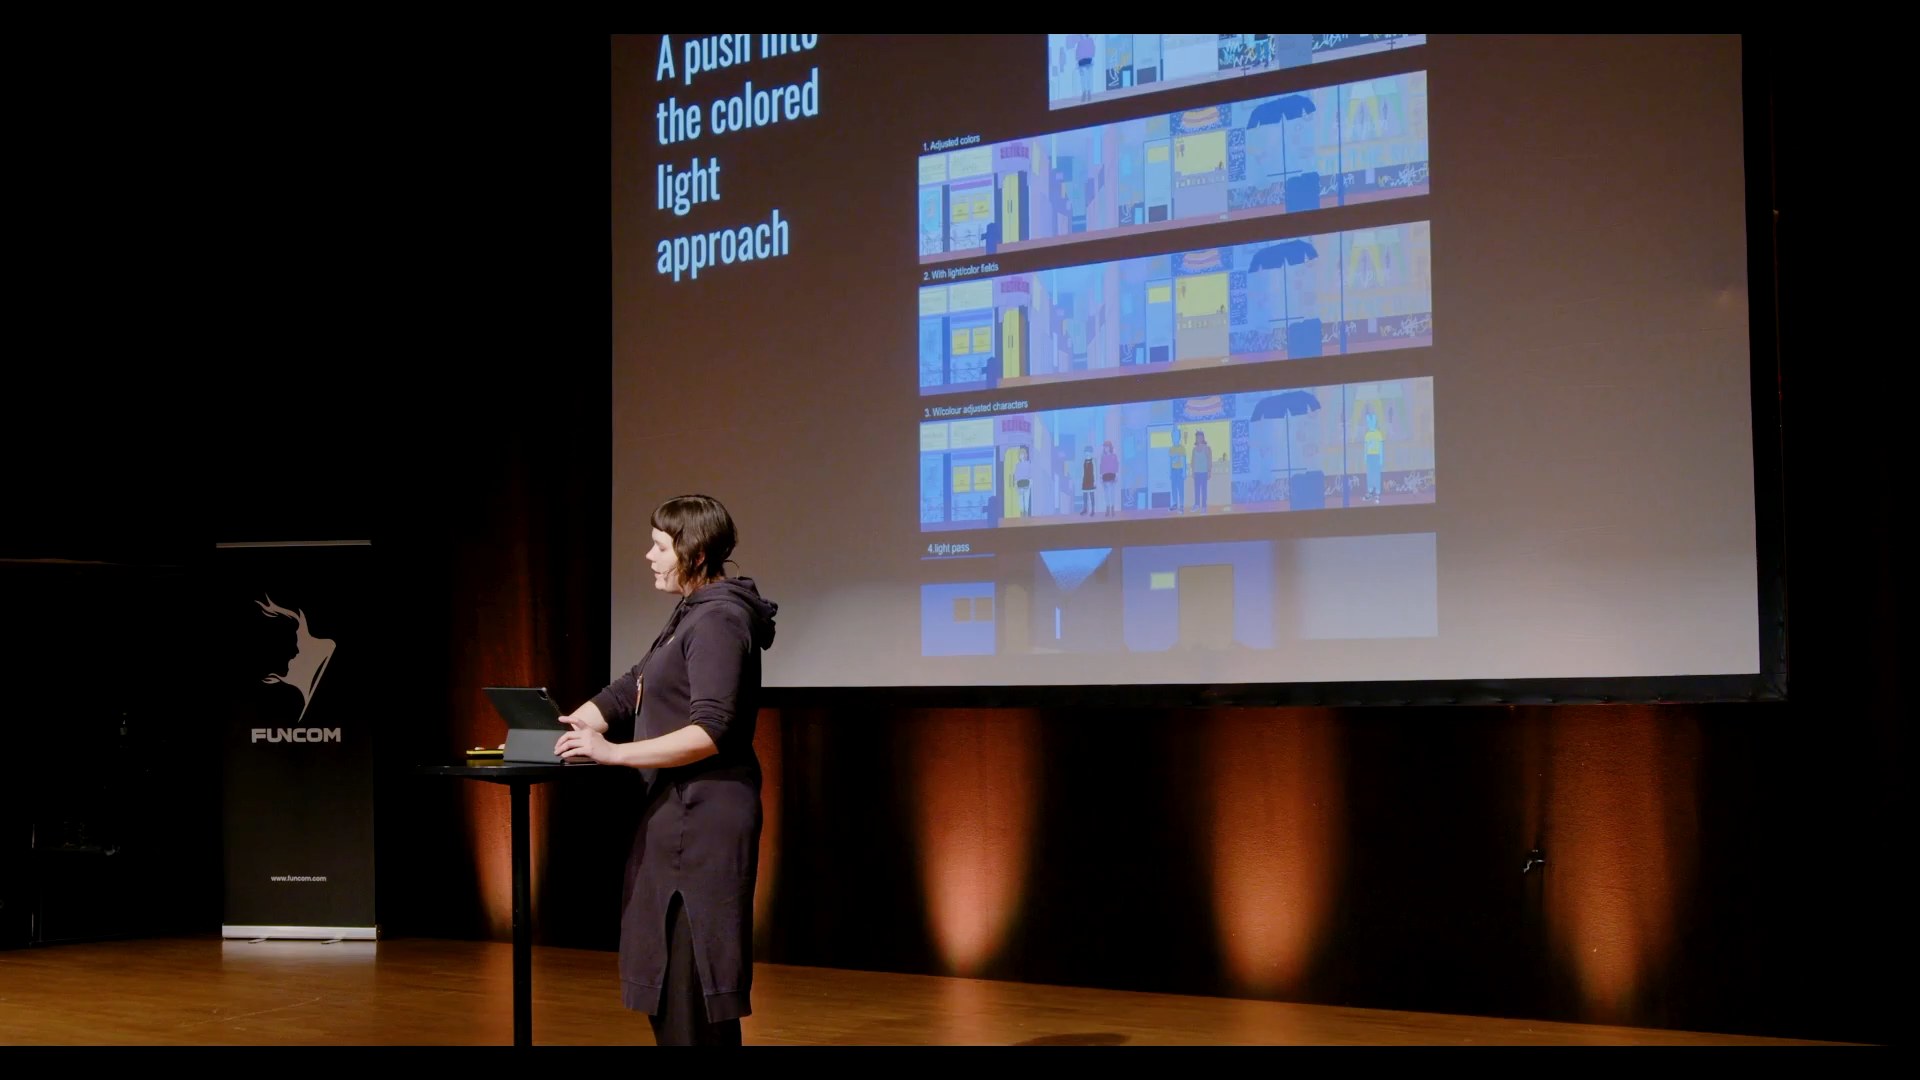 A push into
the colored
light
approach
1. Adjusted colors
2. With light/color fields
3. W/colour adjusted characters
4.light pass
FUNCOM
www.funcom.com